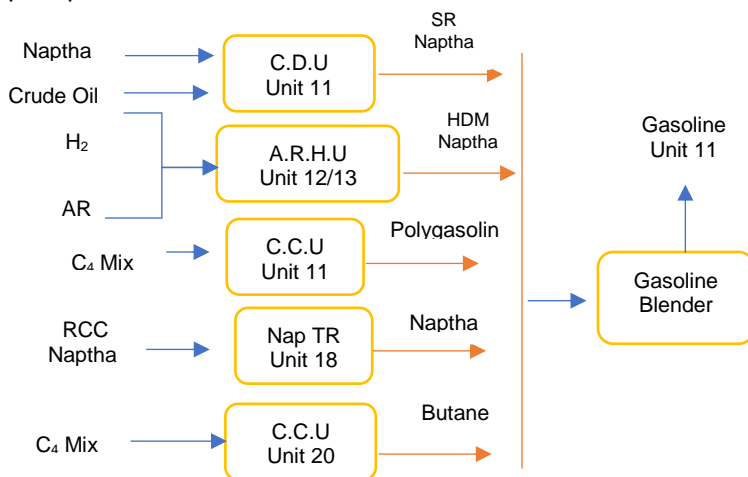 SR
Naptha
Naptha
C.D.U
Unit 11
Crude Oil
H₂
AR
A.R.H.U
Unit 12/13
HDM
Naptha
Gasoline
Unit 11
C₄ Mix
C.C.U
Unit 11
Polygasolin
Gasoline
Blender
RCC
Naptha
Nap TR
Unit 18
Naptha
C₄ Mix
C.C.U
Unit 20
Butane